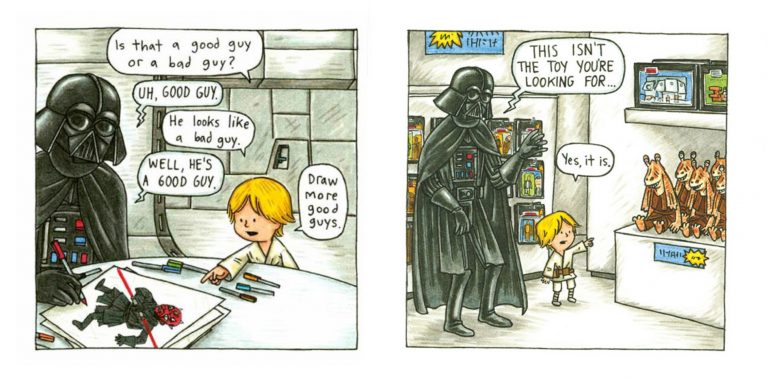 Is that a good guy
or a bad guy?
UH, GOOD GUY.
He looks like
a bad guy.
WELL, HE'S
A GOOD GUY.
Draw
more
good
guys.
THIS ISN'T
THE TOY YOU'RE
LOOKING FOR...
Yes, it is.